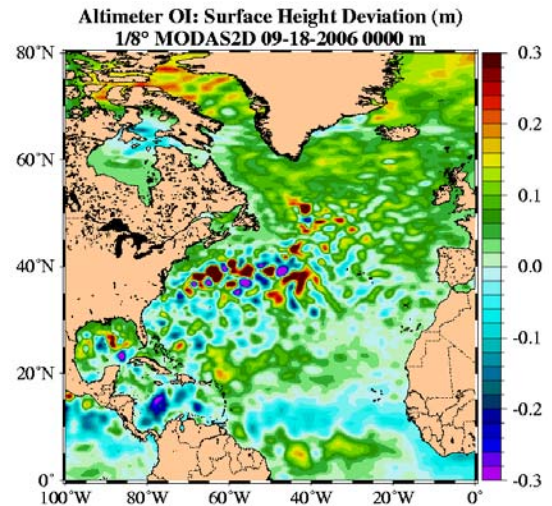 Altimeter OI: Surface Height Deviation (m)
1/8° MODAS2D 09-18-2006 0000 m
80°N
60°N
40°N
20°N
0°
100°W
80°W
60°W
40°W
20°W
0°
0.3
0.2
0.1
0.0
-0.1
-0.2
-0.3